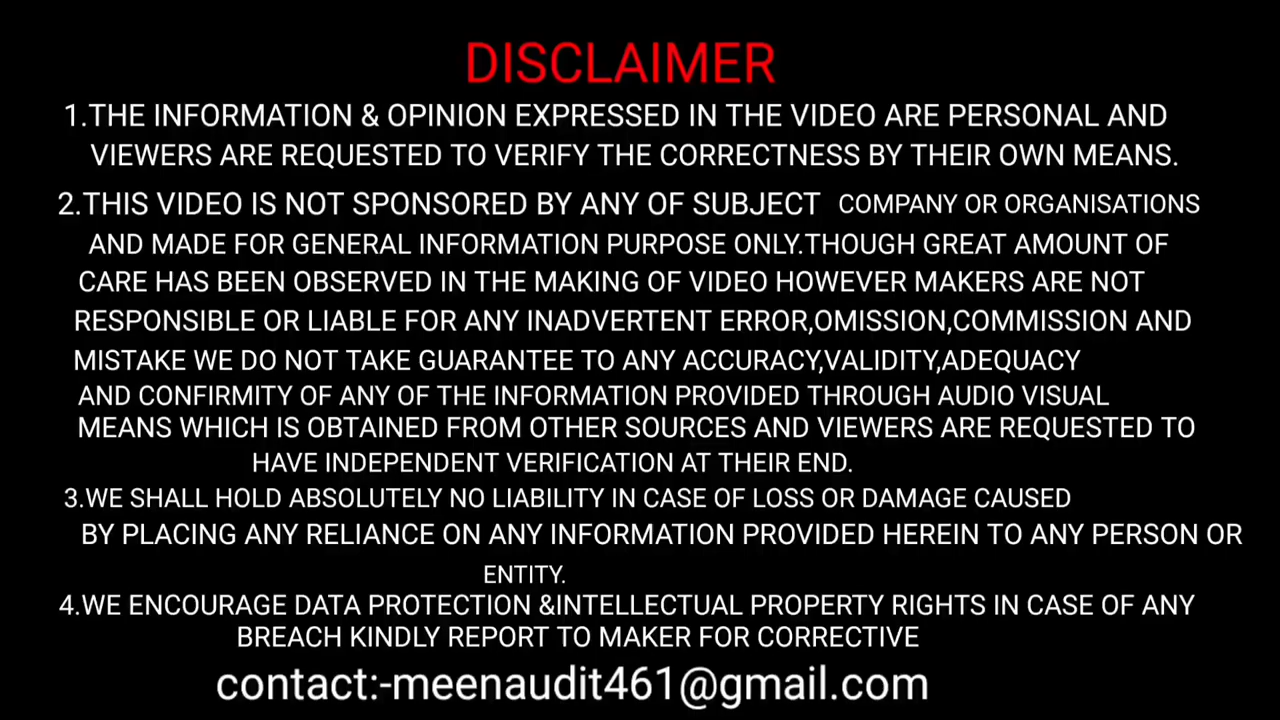 DISCLAIMER
1.THE INFORMATION & OPINION EXPRESSED IN THE VIDEO ARE PERSONAL AND
VIEWERS ARE REQUESTED TO VERIFY THE CORRECTNESS BY THEIR OWN MEANS.
2.THIS VIDEO IS NOT SPONSORED BY ANY OF SUBJECT COMPANY OR ORGANISATIONS
AND MADE FOR GENERAL INFORMATION PURPOSE ONLY.THOUGH GREAT AMOUNT OF
CARE HAS BEEN OBSERVED IN THE MAKING OF VIDEO HOWEVER MAKERS ARE NOT
RESPONSIBLE OR LIABLE FOR ANY INADVERTENT ERROR,OMISSION,COMMISSION AND
MISTAKE WE DO NOT TAKE GUARANTEE TO ANY ACCURACY,VALIDITY,ADEQUACY
AND CONFIRMITY OF ANY OF THE INFORMATION PROVIDED THROUGH AUDIO VISUAL
MEANS WHICH IS OBTAINED FROM OTHER SOURCES AND VIEWERS ARE REQUESTED TO
HAVE INDEPENDENT VERIFICATION AT THEIR END.
3.WE SHALL HOLD ABSOLUTELY NO LIABILITY IN CASE OF LOSS OR DAMAGE CAUSED
BY PLACING ANY RELIANCE ON ANY INFORMATION PROVIDED HEREIN TO ANY PERSON OR
ENTITY.
4.WE ENCOURAGE DATA PROTECTION &INTELLECTUAL PROPERTY RIGHTS IN CASE OF ANY
BREACH KINDLY REPORT TO MAKER FOR CORRECTIVE
contact:-meenaudit461@gmail.com